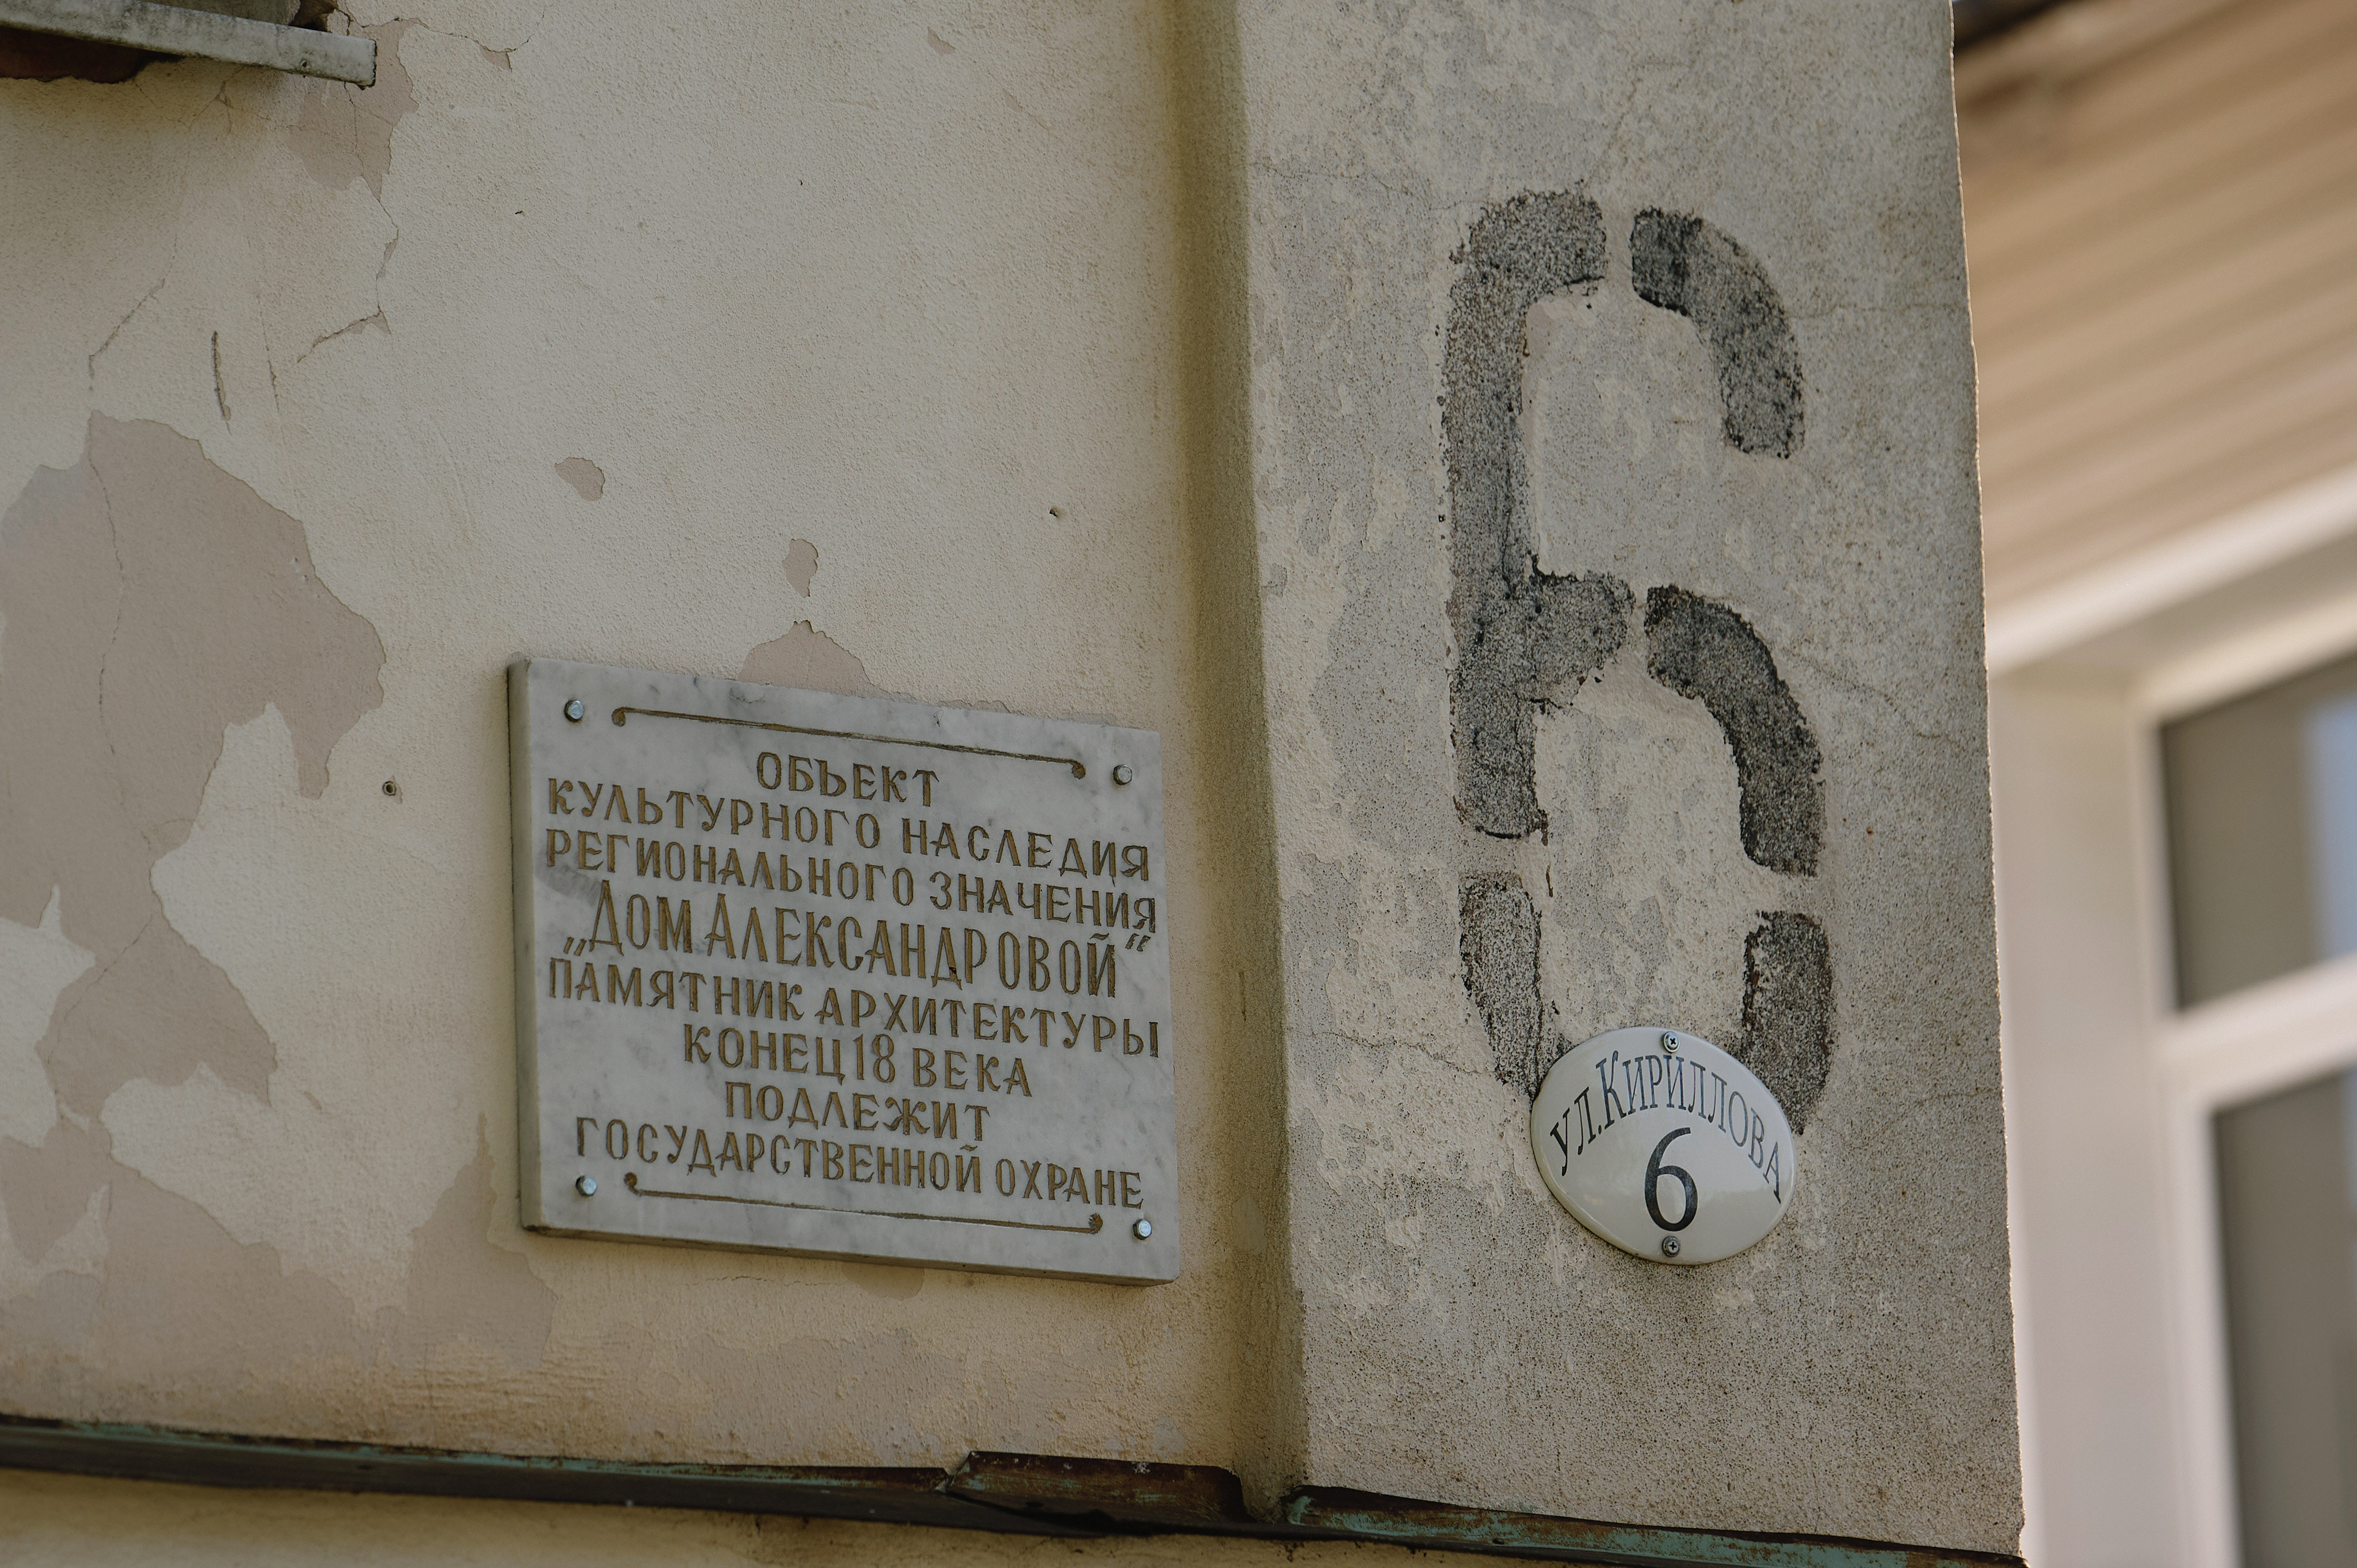 ОБЪЕКТ
КУЛЬТУРНОГО НАСЛЕДИЯ
РЕГИОНАЛЬНОГО ЗНАЧЕНИЯ
„ДОМ АЛЕКСАНДРОВОЙ“
ПАМЯТНИК АРХИТЕКТУРЫ
КОНЕЦ 18 ВЕКА
ПОДЛЕЖИТ
ГОСУДАРСТВЕННОЙ ОХРАНЕ
6
УЛ. КИРИЛЛОВА
6